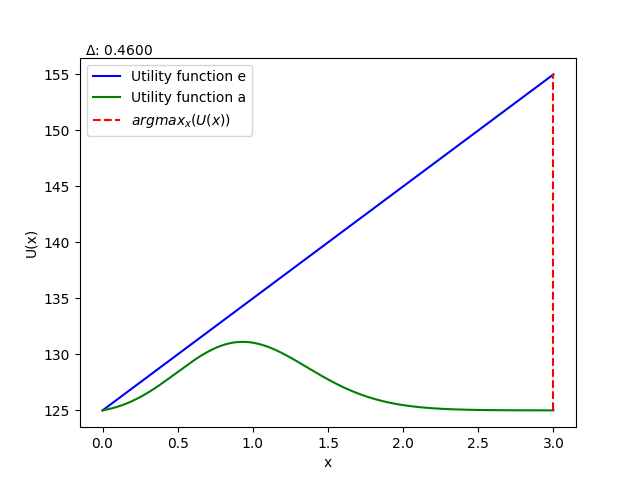 Δ: 0.4600
Utility function e
Utility function a
argmaxₓ(U(x))
155
150
145
140
135
130
125
U(x)
0.0 0.5 1.0 1.5 2.0 2.5 3.0
x